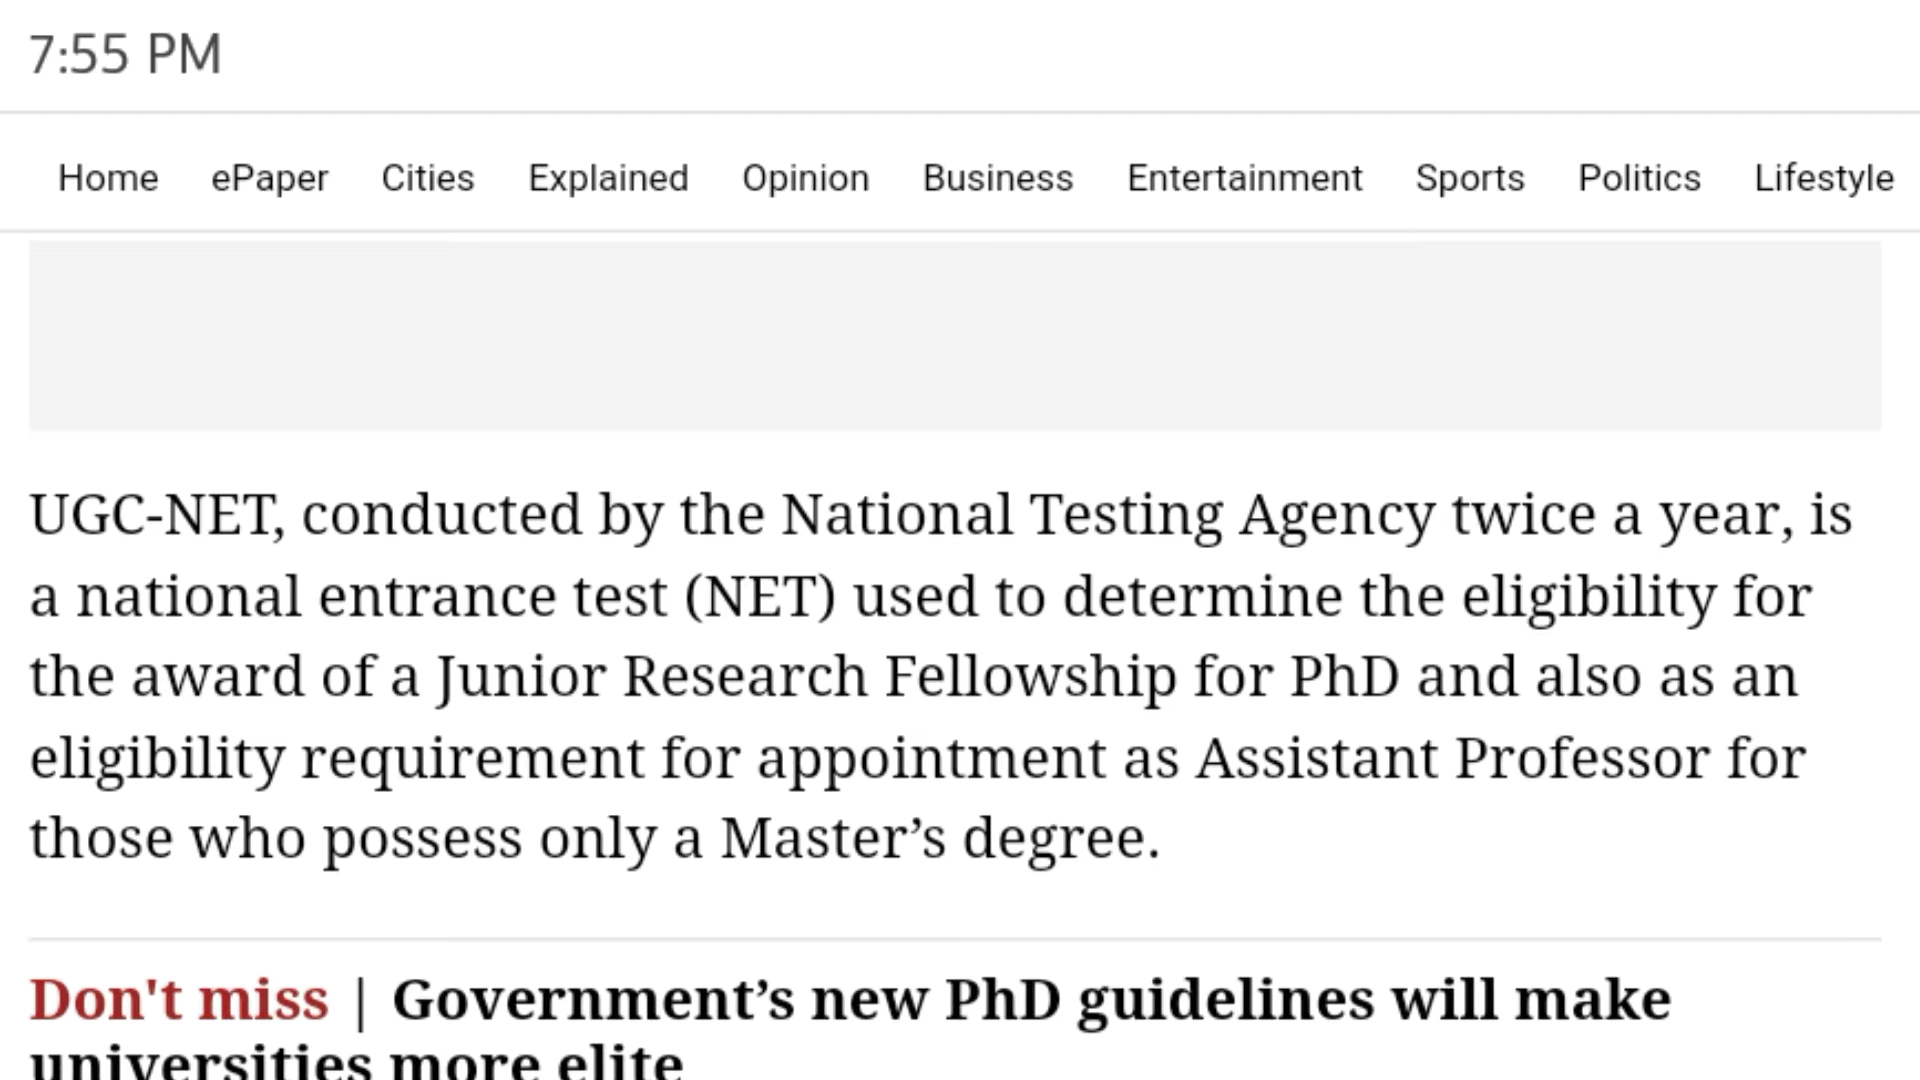 7:55 PM
Home ePaper Cities Explained Opinion Business Entertainment Sports Politics Lifestyle
UGC-NET, conducted by the National Testing Agency twice a year, is
a national entrance test (NET) used to determine the eligibility for
the award of a Junior Research Fellowship for PhD and also as an
eligibility requirement for appointment as Assistant Professor for
those who possess only a Master’s degree.
Don't miss | Government’s new PhD guidelines will make
universities more elite